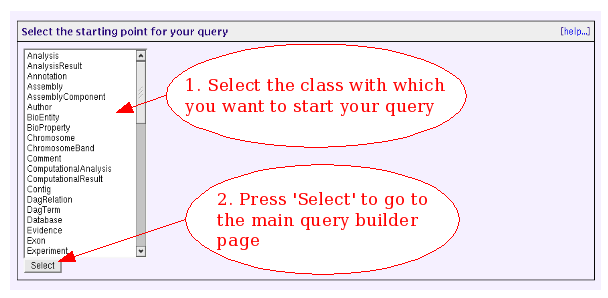 Select the starting point for your query [help...]
Analysis
AnalysisResult
Annotation
Assembly
AssemblyComponent
Author
BioEntity
BioProperty
Chromosome
ChromosomeBand
Comment
ComputationalAnalysis
ComputationalResult
Config
DagRelation
DagTerm
Database
Evidence
Exon
Experiment
Select
1. Select the class with which
you want to start your query
2. Press 'Select' to go to
the main query builder
page